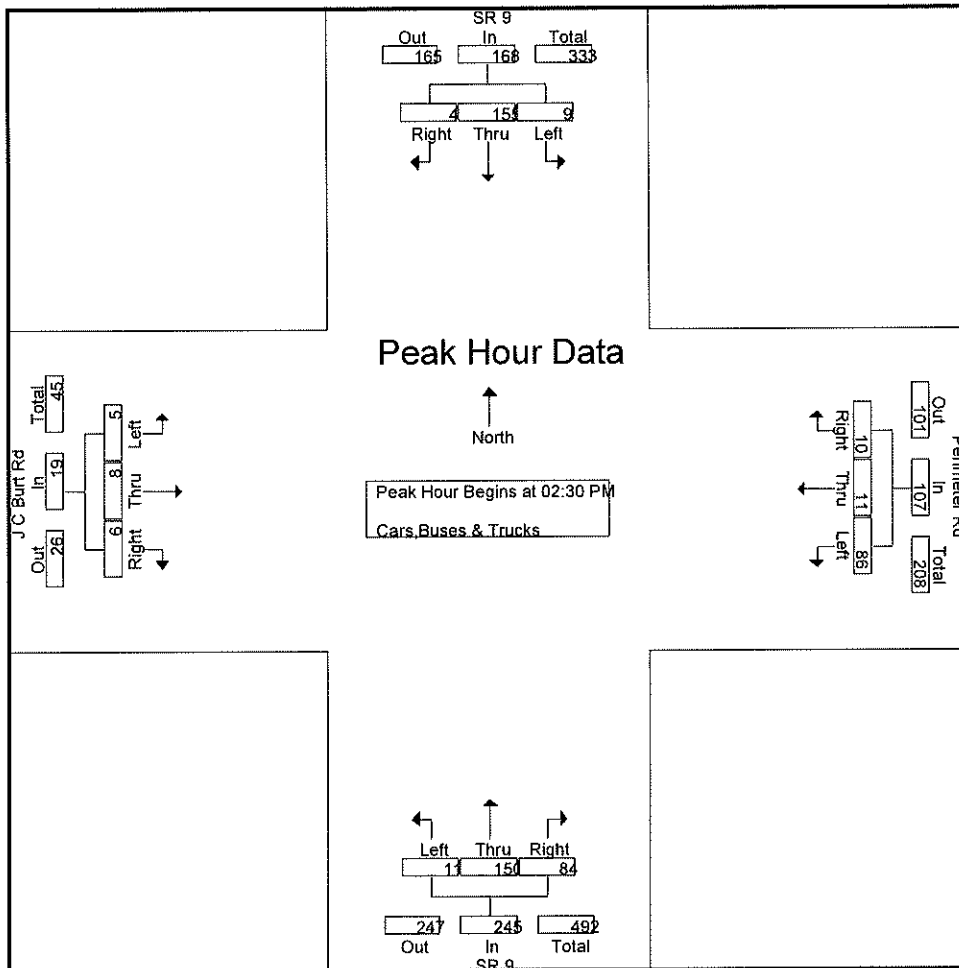 SR 9
Out In Total
165 168 333
4 155 9
Right Thru Left
Peak Hour Data
North
Peak Hour Begins at 02:30 PM
Cars,Buses & Trucks
J C Burt Rd
Total In Out
45 19 26
5 8 6
Left Thru Right
Right Thru Left
10 11 86
Out In Total
101 107 208
Perimeter Rd
Left Thru Right
11 150 84
247 245 492
Out In Total
SR 9